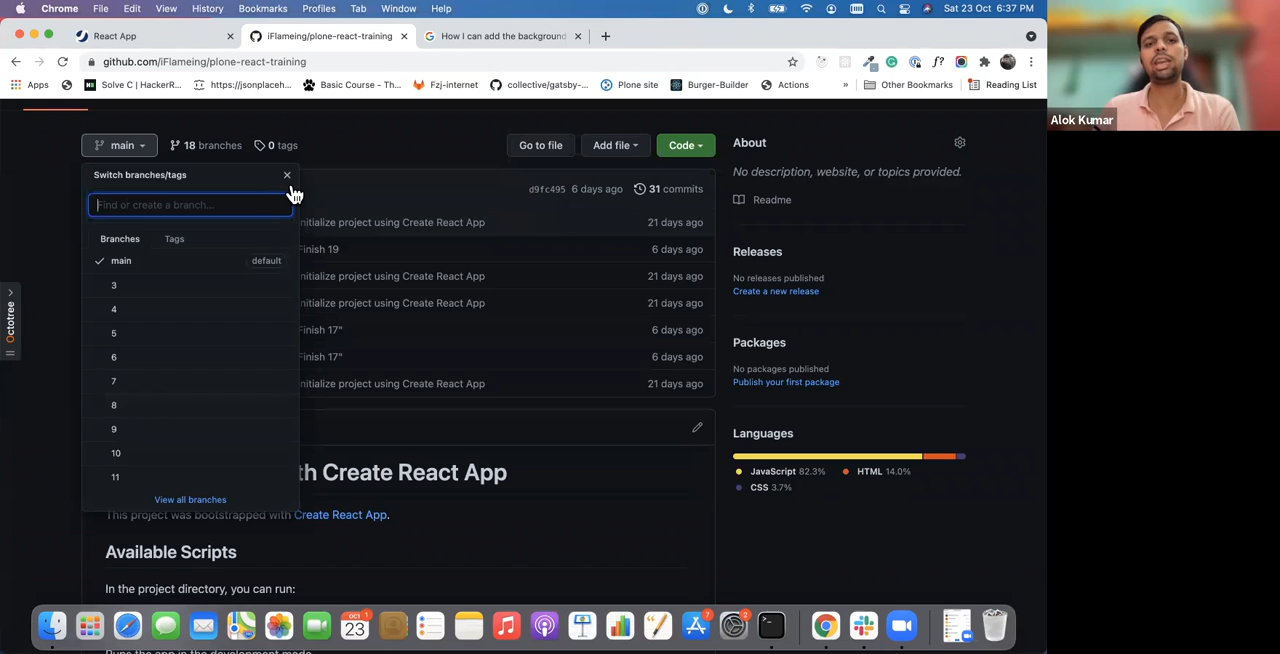 Chrome File Edit View History Bookmarks Profiles Tab Window Help Sat 23 Oct 6:37 PM
React App iFlameing/plone-react-training How I can add the background
github.com/iFlameing/plone-react-training
Apps Solve C | HackerR... https://jsonplaceh... Basic Course - Th... Fzj-internet collective/gatsby-... Plone site Burger-Builder Actions » Other Bookmarks Reading List
Alok Kumar
main 18 branches 0 tags Go to file Add file Code
About
No description, website, or topics provided.
Readme
Switch branches/tags
Find or create a branch...
Branches Tags
main default
3
4
5
6
7
8
9
10
11
View all branches
d9fc495 6 days ago 31 commits
nitialize project using Create React App 21 days ago
Finish 19 6 days ago
nitialize project using Create React App 21 days ago
nitialize project using Create React App 21 days ago
Finish 17" 6 days ago
Finish 17" 6 days ago
nitialize project using Create React App 21 days ago
Releases
No releases published
Create a new release
Packages
No packages published
Publish your first package
Languages
JavaScript 82.3% HTML 14.0%
CSS 3.7%
Octotree
th Create React App
This project was bootstrapped with Create React App.
Available Scripts
In the project directory, you can run:
OCT 1
23
7
2